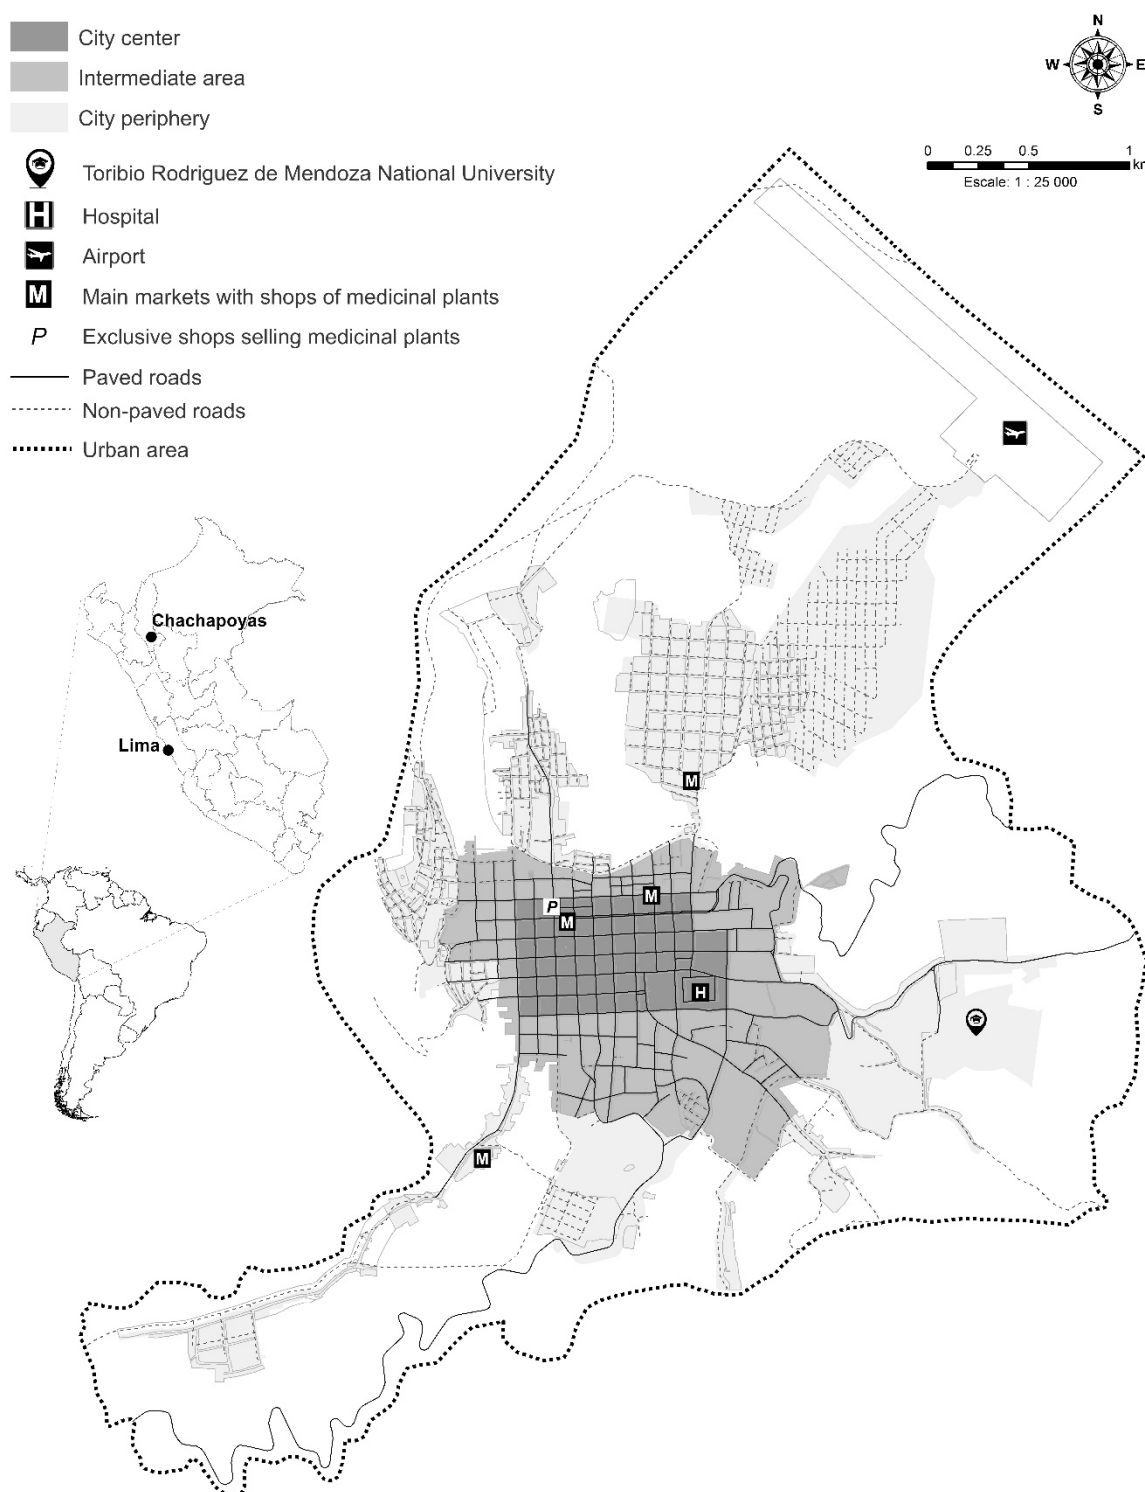 City center
Intermediate area
City periphery
Toribio Rodriguez de Mendoza National University
H
Hospital
Airport
M
Main markets with shops of medicinal plants
P
Exclusive shops selling medicinal plants
Paved roads
Non-paved roads
Urban area
N
W
E
S
0 0.25 0.5 1
km
Escale: 1 : 25 000
Chachapoyas
Lima
M
M
P
M
H
M